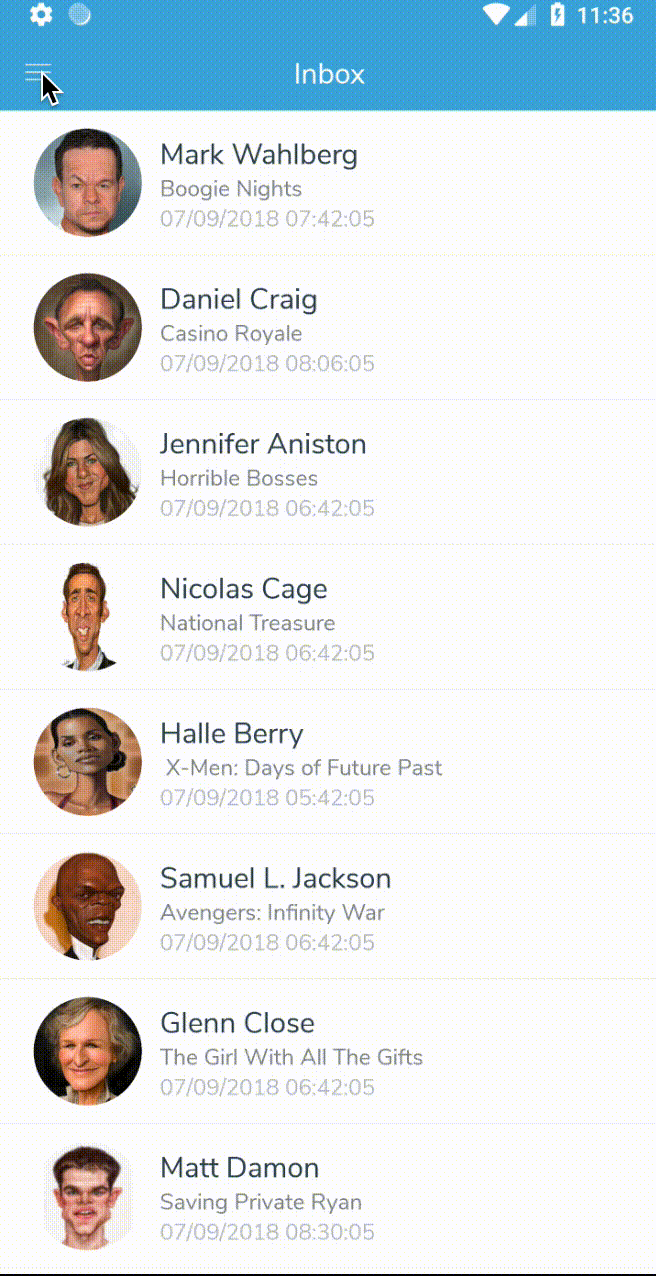 11:36
Inbox
Mark Wahlberg
Boogie Nights
07/09/2018 07:42:05
Daniel Craig
Casino Royale
07/09/2018 08:06:05
Jennifer Aniston
Horrible Bosses
07/09/2018 06:42:05
Nicolas Cage
National Treasure
07/09/2018 06:42:05
Halle Berry
X-Men: Days of Future Past
07/09/2018 05:42:05
Samuel L. Jackson
Avengers: Infinity War
07/09/2018 06:42:05
Glenn Close
The Girl With All The Gifts
07/09/2018 06:42:05
Matt Damon
Saving Private Ryan
07/09/2018 08:30:05